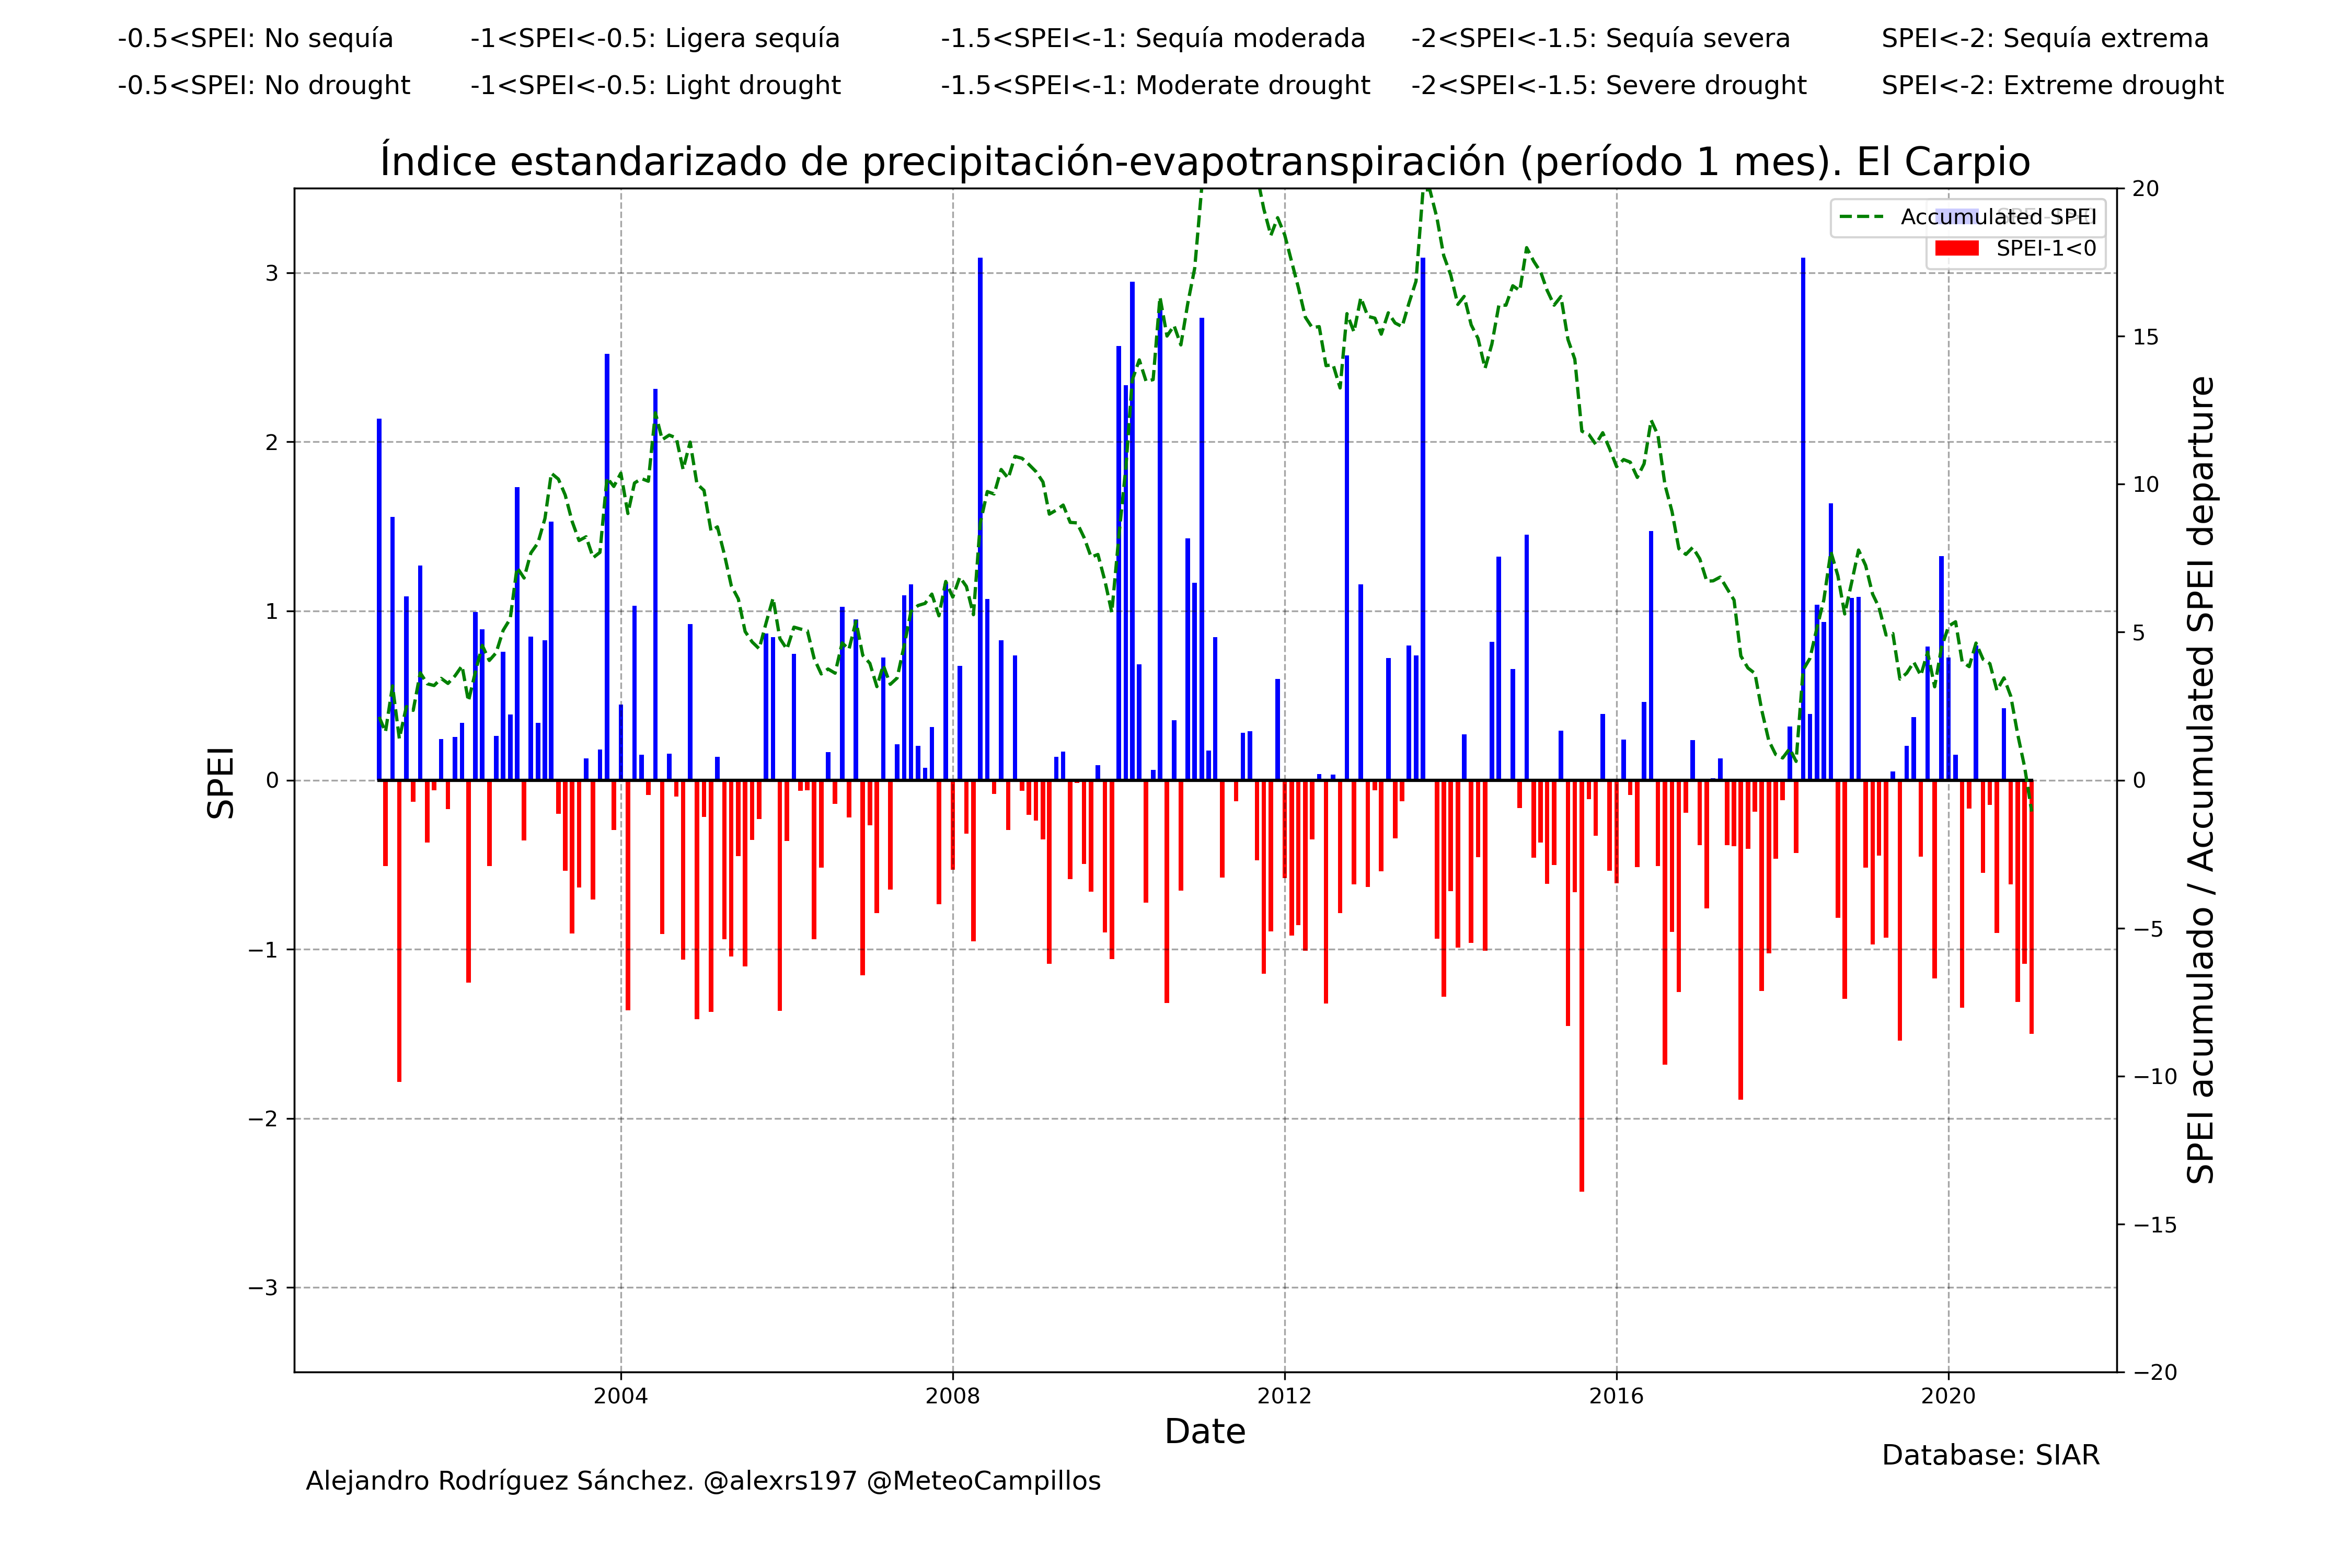 -0.5<SPEI: No sequía
-1<SPEI<-0.5: Ligera sequía
-1.5<SPEI<-1: Sequía moderada
-2<SPEI<-1.5: Sequía severa
SPEI<-2: Sequía extrema
-0.5<SPEI: No drought
-1<SPEI<-0.5: Light drought
-1.5<SPEI<-1: Moderate drought
-2<SPEI<-1.5: Severe drought
SPEI<-2: Extreme drought
Índice estandarizado de precipitación-evapotranspiración (período 1 mes). El Carpio
Accumulated SPEI
SPEI-1<0
SPEI
3
2
1
0
−1
−2
−3
20
15
10
5
0
−5
−10
−15
−20
SPEI acumulado / Accumulated SPEI departure
2004
2008
2012
2016
2020
Date
Database: SIAR
Alejandro Rodríguez Sánchez. @alexrs197 @MeteoCampillos